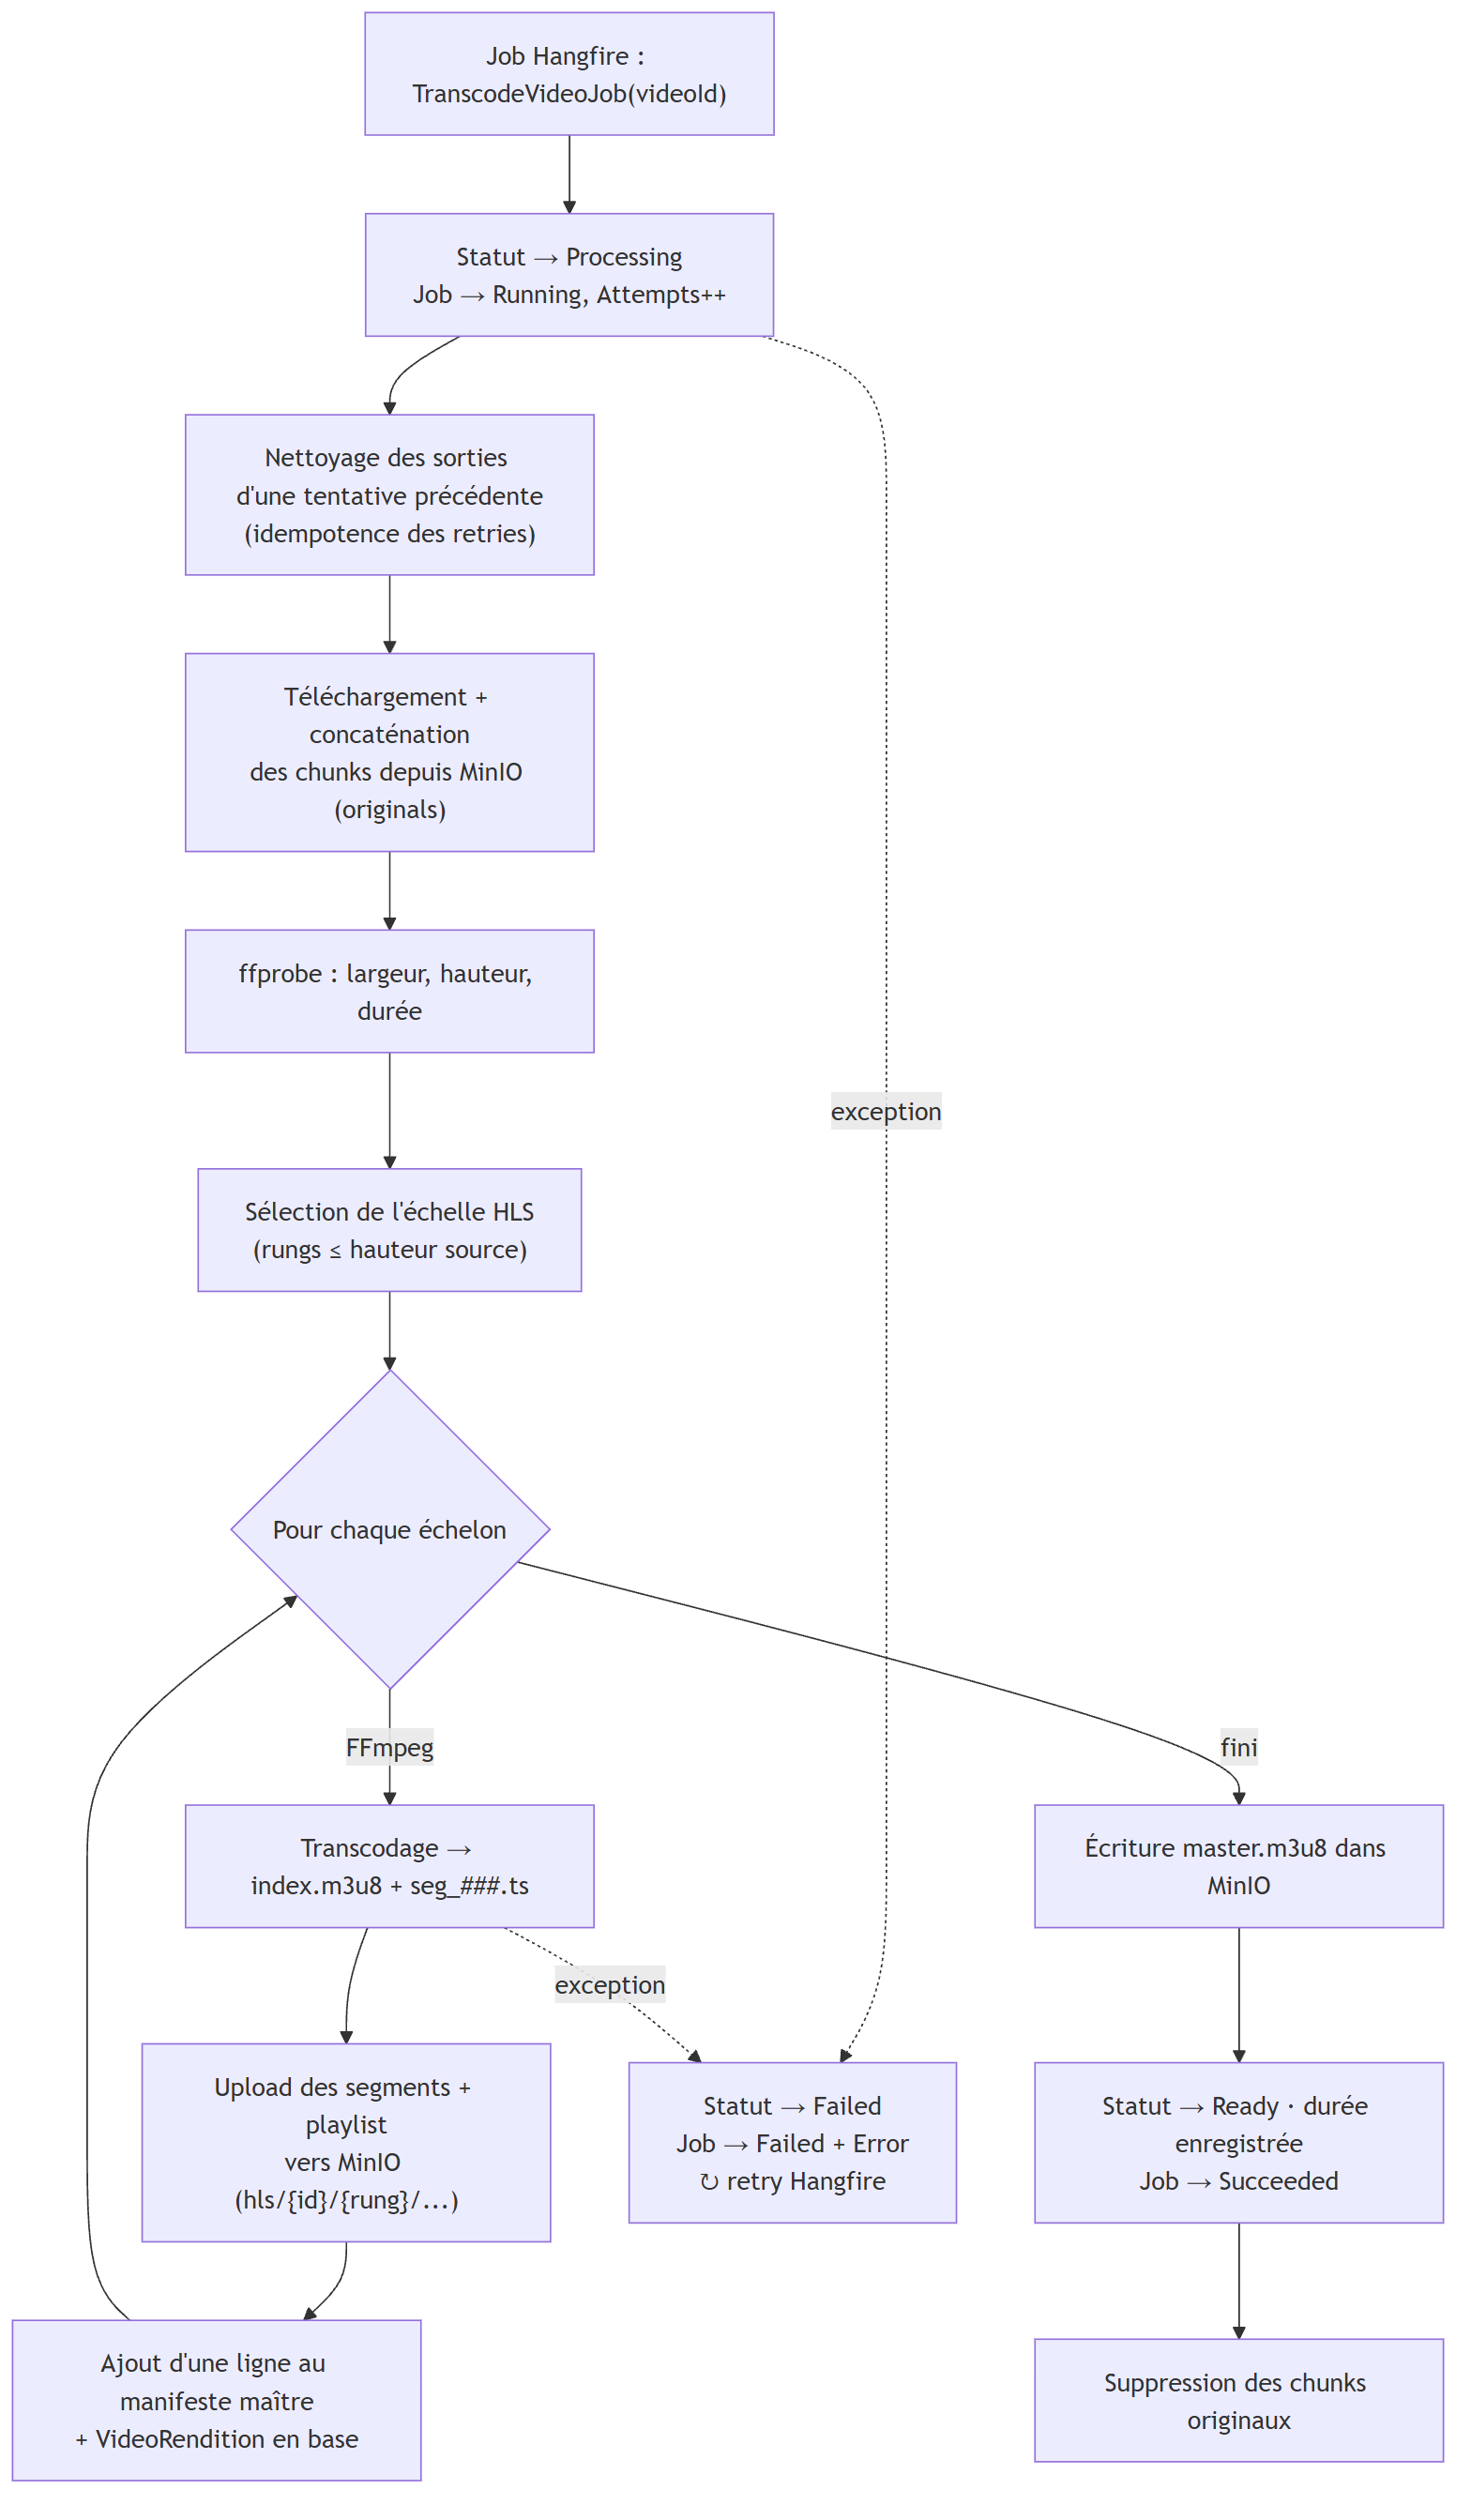 Job Hangfire :
TranscodeVideoJob(videoId)
Statut → Processing
Job → Running, Attempts++
Nettoyage des sorties
d'une tentative précédente
(idempotence des retries)
Téléchargement +
concaténation
des chunks depuis MinIO
(originals)
ffprobe : largeur, hauteur,
durée
exception
Sélection de l'échelle HLS
(rungs ≤ hauteur source)
Pour chaque échelon
FFmpeg
fini
Transcodage →
index.m3u8 + seg_###.ts
Écriture master.m3u8 dans
MinIO
exception
Upload des segments +
playlist
vers MinIO
(hls/{id}/{rung}/...)
Statut → Failed
Job → Failed + Error
↻ retry Hangfire
Statut → Ready · durée
enregistrée
Job → Succeeded
Ajout d'une ligne au
manifeste maître
+ VideoRendition en base
Suppression des chunks
originaux